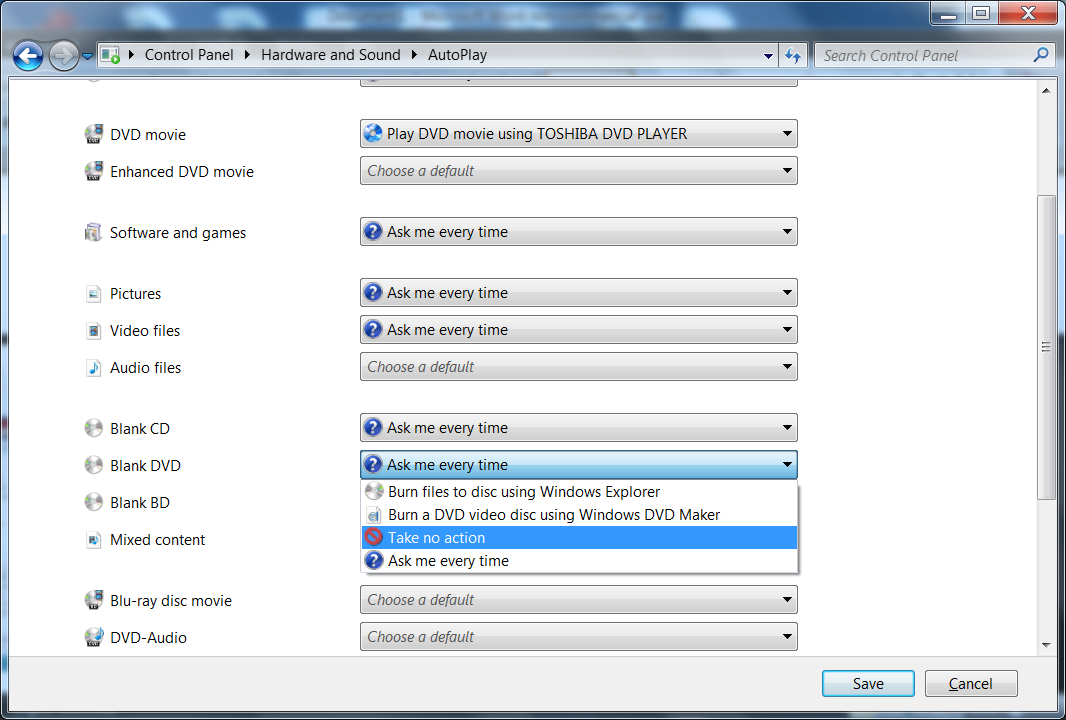 Control Panel ▸ Hardware and Sound ▸ AutoPlay
Search Control Panel
DVD movie
Play DVD movie using TOSHIBA DVD PLAYER
Enhanced DVD movie
Choose a default
Software and games
Ask me every time
Pictures
Ask me every time
Video files
Ask me every time
Audio files
Choose a default
Blank CD
Ask me every time
Blank DVD
Ask me every time
Burn files to disc using Windows Explorer
Blank BD
Burn a DVD video disc using Windows DVD Maker
Take no action
Mixed content
Ask me every time
Blu-ray disc movie
Choose a default
DVD-Audio
Choose a default
Save
Cancel